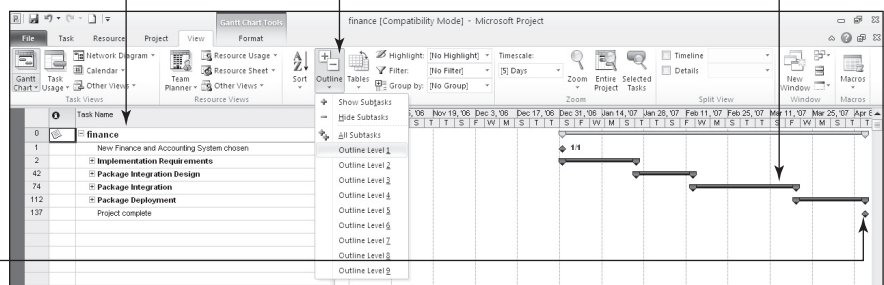 Gantt Chart Tools
finance [Compatibility Mode] - Microsoft Project
File Task Resource Project View Format
Gantt Chart
Task Usage
Network Diagram
Calendar
Other Views
Task Views
Team Planner
Resource Usage
Resource Sheet
Other Views
Resource Views
Sort
Outline
Tables
Highlight: [No Highlight]
Filter: [No Filter]
Group by: [No Group]
Timescale:
[5] Days
Zoom
Entire Project
Selected Tasks
Zoom
Timeline
Details
Split View
New Window
Window
Macros
Macros
Show Subtasks
Hide Subtasks
All Subtasks
Outline Level 1
Outline Level 2
Outline Level 3
Outline Level 4
Outline Level 5
Outline Level 6
Outline Level 7
Outline Level 8
Outline Level 9
Task Name
5, '06 Nov 19, '06 Dec 3, '06 Dec 17, '06 Dec 31, '06 Jan 14, '07 Jan 28, '07 Feb 11, '07 Feb 25, '07 Mar 11, '07 Mar 25, '07 Apr 8
S T T S F W M S T T S F W M S T T S F W M S T T S F W M S T T
0 finance
1 New Finance and Accounting System chosen 1/1
2 Implementation Requirements
42 Package Integration Design
74 Package Integration
112 Package Deployment
137 Project complete